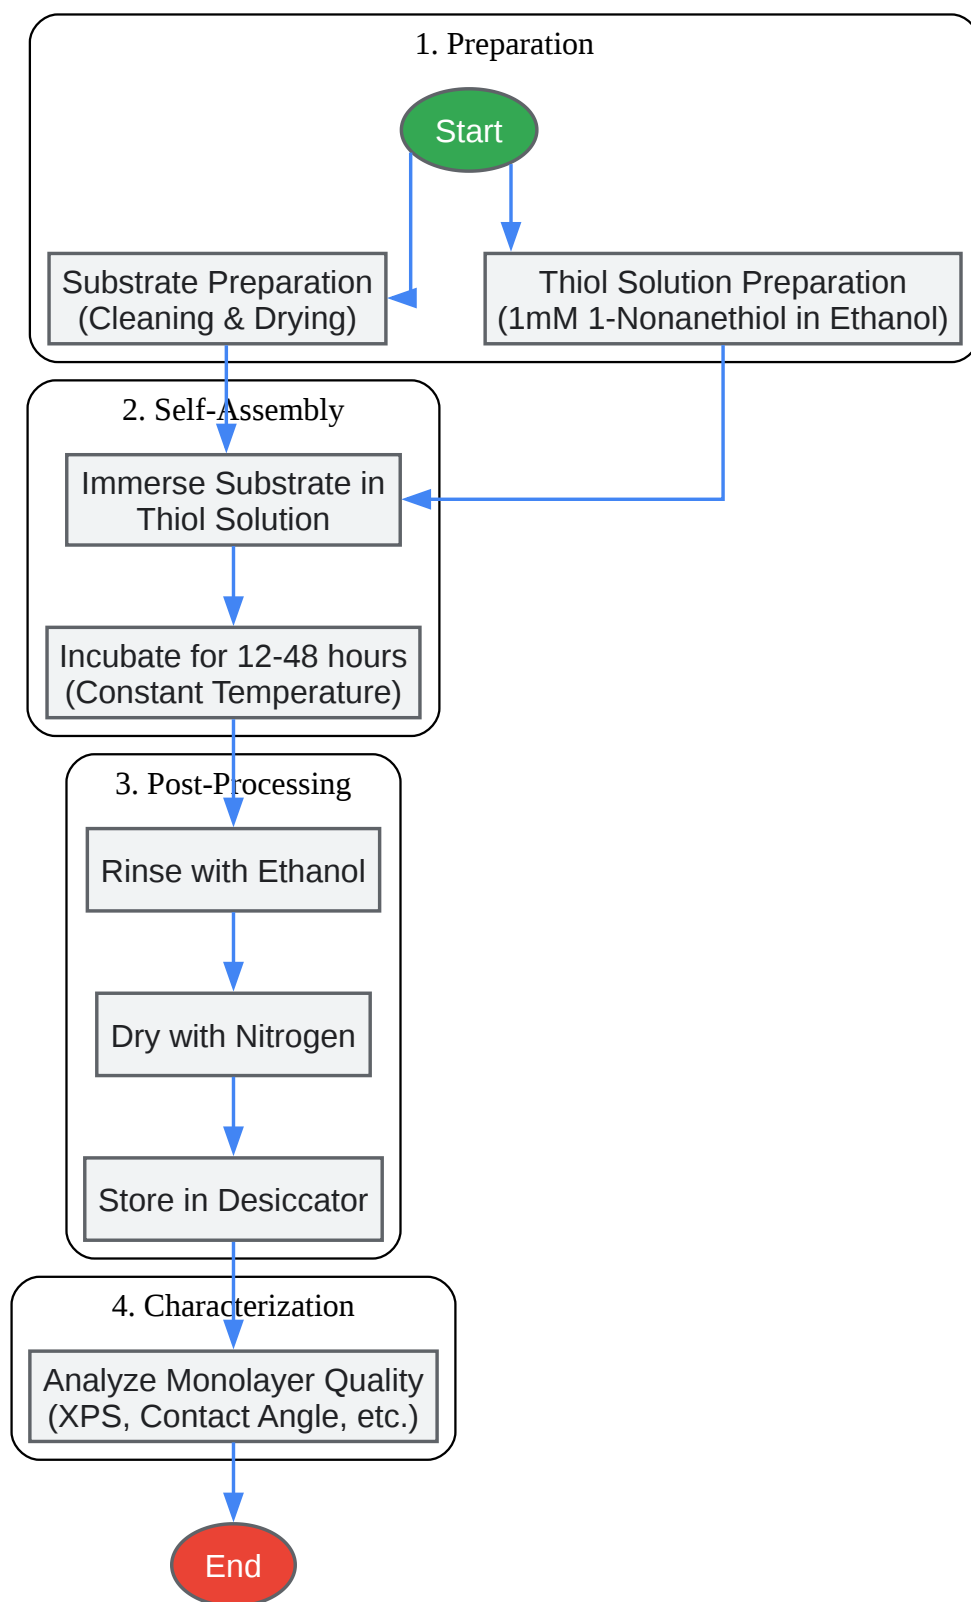 1. Preparation
Start
Substrate Preparation
(Cleaning & Drying)
Thiol Solution Preparation
(1mM 1-Nonanethiol in Ethanol)
2. Self-Assembly
Immerse Substrate in
Thiol Solution
Incubate for 12-48 hours
(Constant Temperature)
3. Post-Processing
Rinse with Ethanol
Dry with Nitrogen
Store in Desiccator
4. Characterization
Analyze Monolayer Quality
(XPS, Contact Angle, etc.)
End